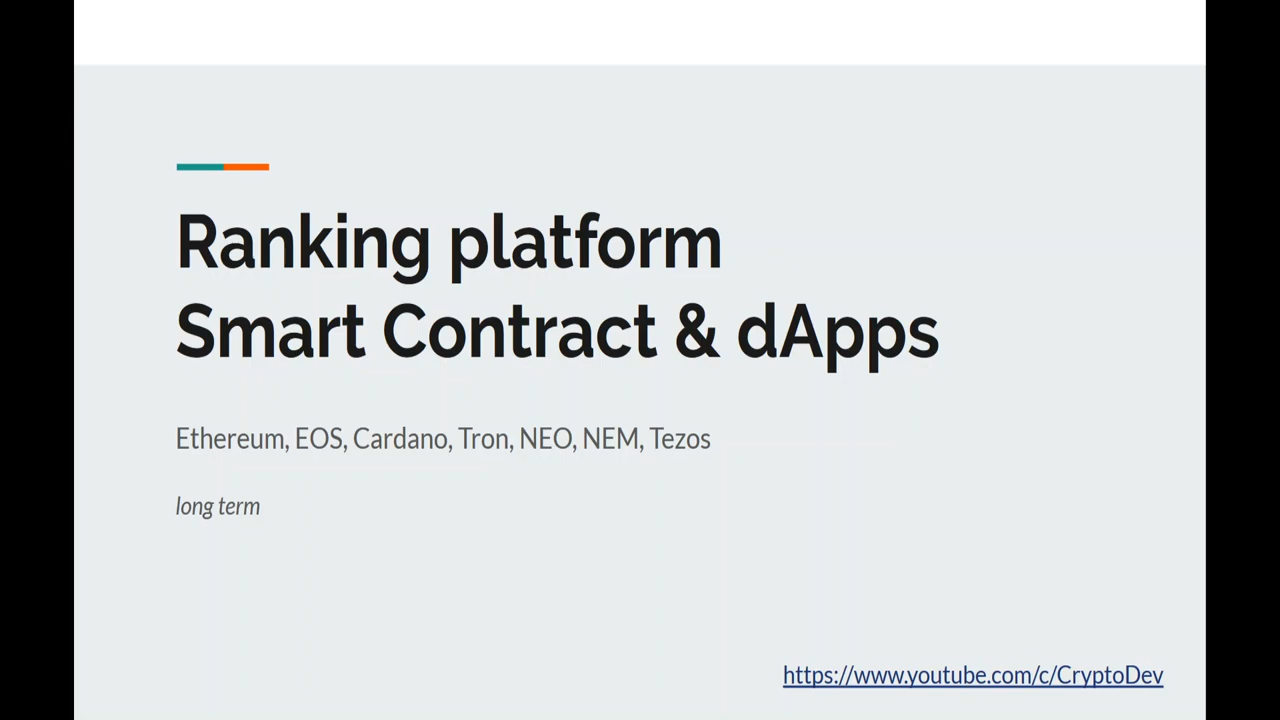 Ranking platform
Smart Contract & dApps
Ethereum, EOS, Cardano, Tron, NEO, NEM, Tezos
long term
https://www.youtube.com/c/CryptoDev